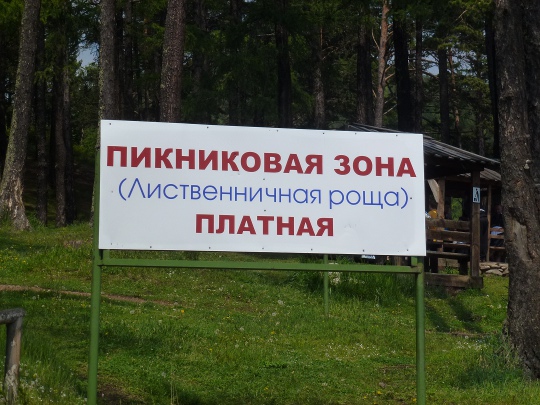 ПИКНИКОВАЯ ЗОНА
(Лиственничная роща)
ПЛАТНАЯ